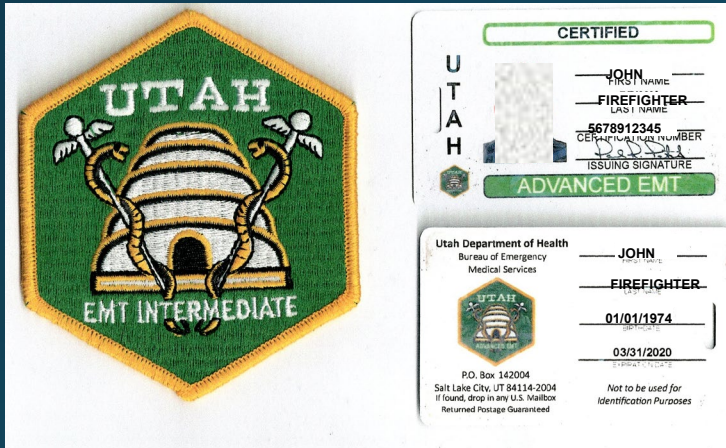 UTAH
EMT INTERMEDIATE
CERTIFIED
UTAH
JOHN
FIRST NAME
FIREFIGHTER
LAST NAME
5678912345
CERTIFICATION NUMBER
ISSUING SIGNATURE
ADVANCED EMT
Utah Department of Health
Bureau of Emergency
Medical Services
UTAH
ADVANCED EMT
P.O. Box 142004
Salt Lake City, UT 84114-2004
If found, drop in any U.S. Mailbox
Returned Postage Guaranteed
JOHN
FIRST NAME
FIREFIGHTER
LAST NAME
01/01/1974
BIRTHDATE
03/31/2020
EXPIRATION DATE
Not to be used for
Identification Purposes